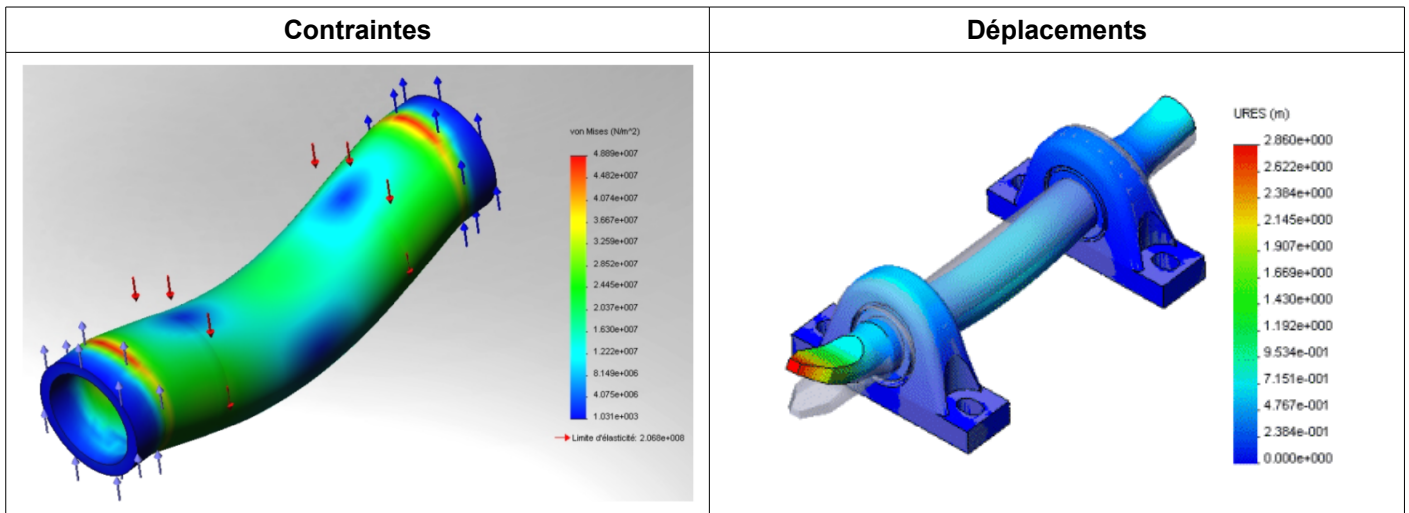 Contraintes
Déplacements
von Mises (N/m^2)
4.889e+007
4.482e+007
4.074e+007
3.667e+007
3.259e+007
2.852e+007
2.445e+007
2.037e+007
1.630e+007
1.222e+007
8.149e+006
4.075e+006
1.031e+003
Limite d'élasticité: 2.068e+008
URES (m)
2.860e+000
2.622e+000
2.384e+000
2.145e+000
1.907e+000
1.669e+000
1.430e+000
1.192e+000
9.534e-001
7.151e-001
4.767e-001
2.384e-001
0.000e+000